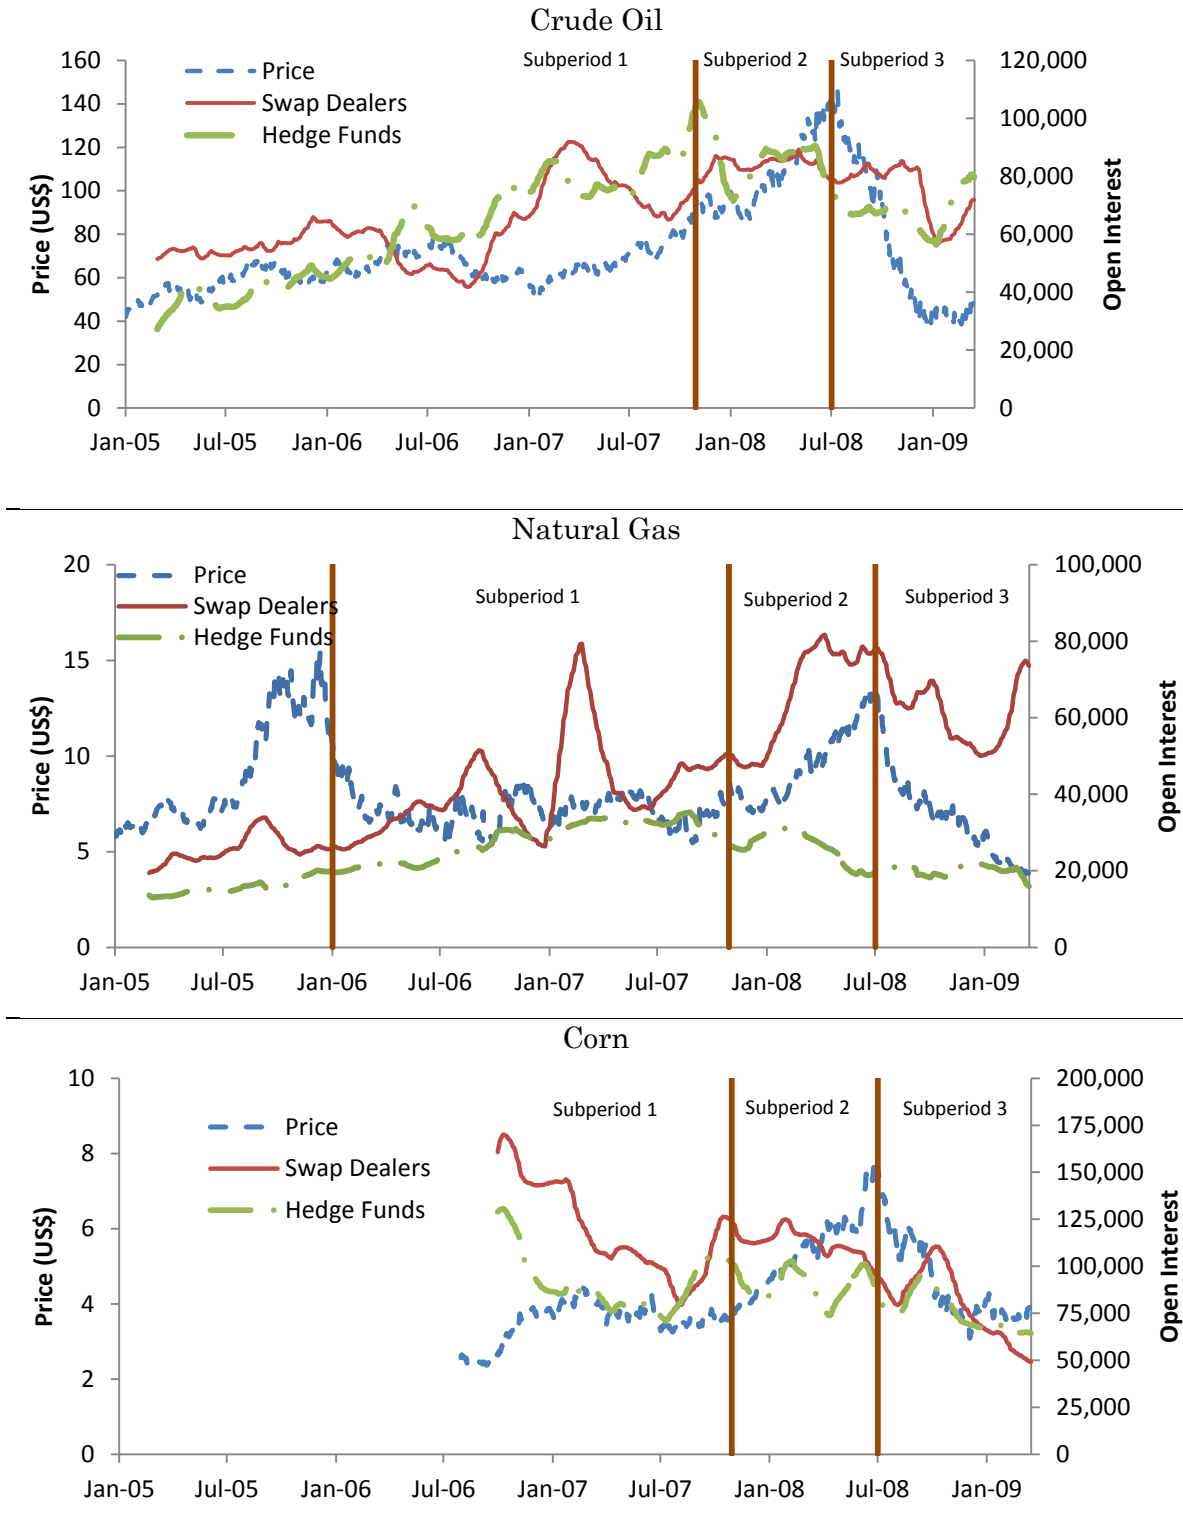 Crude Oil
Price (US$)
160
140
120
100
80
60
40
20
0
Price
Swap Dealers
Hedge Funds
Subperiod 1
Subperiod 2
Subperiod 3
120,000
100,000
80,000
60,000
40,000
20,000
0
Open Interest
Jan-05 Jul-05 Jan-06 Jul-06 Jan-07 Jul-07 Jan-08 Jul-08 Jan-09
Natural Gas
Price (US$)
20
15
10
5
0
Price
Swap Dealers
Hedge Funds
Subperiod 1
Subperiod 2
Subperiod 3
100,000
80,000
60,000
40,000
20,000
0
Open Interest
Jan-05 Jul-05 Jan-06 Jul-06 Jan-07 Jul-07 Jan-08 Jul-08 Jan-09
Corn
Price (US$)
10
8
6
4
2
0
Price
Swap Dealers
Hedge Funds
Subperiod 1
Subperiod 2
Subperiod 3
200,000
175,000
150,000
125,000
100,000
75,000
50,000
25,000
0
Open Interest
Jan-05 Jul-05 Jan-06 Jul-06 Jan-07 Jul-07 Jan-08 Jul-08 Jan-09